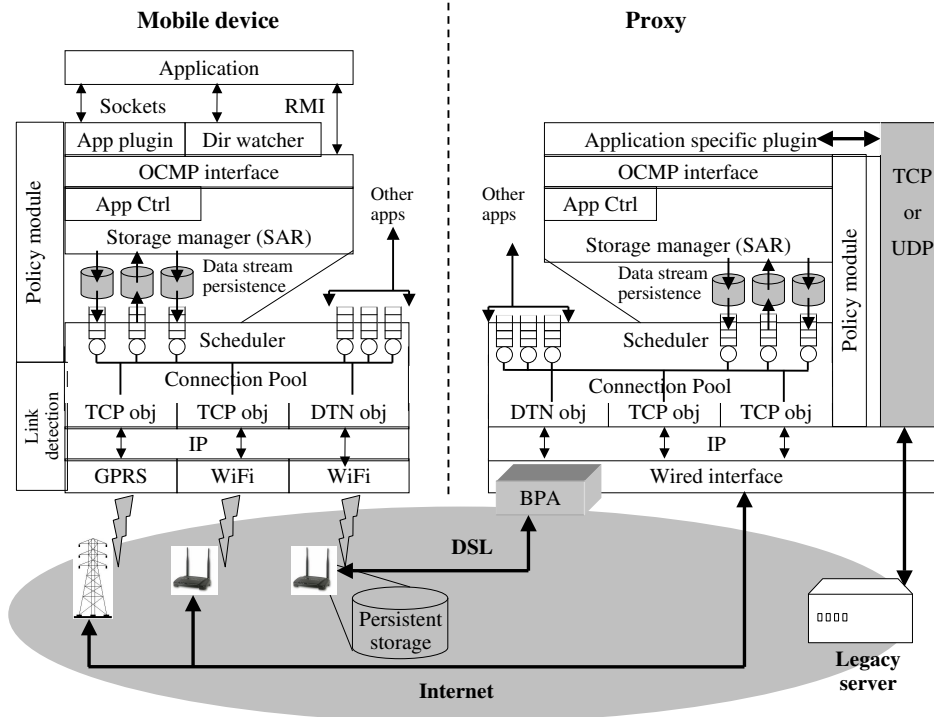 Mobile device
Proxy
Application
Sockets
RMI
App plugin
Dir watcher
OCMP interface
App Ctrl
Storage manager (SAR)
Data stream
persistence
Other
apps
Policy module
Scheduler
Connection Pool
Link
detection
TCP obj
TCP obj
DTN obj
IP
GPRS
WiFi
WiFi
Application specific plugin
OCMP interface
App Ctrl
Other
apps
Storage manager (SAR)
Data stream
persistence
Policy module
TCP
or
UDP
Scheduler
Connection Pool
DTN obj
TCP obj
TCP obj
IP
Wired interface
BPA
DSL
Persistent
storage
Internet
Legacy
server